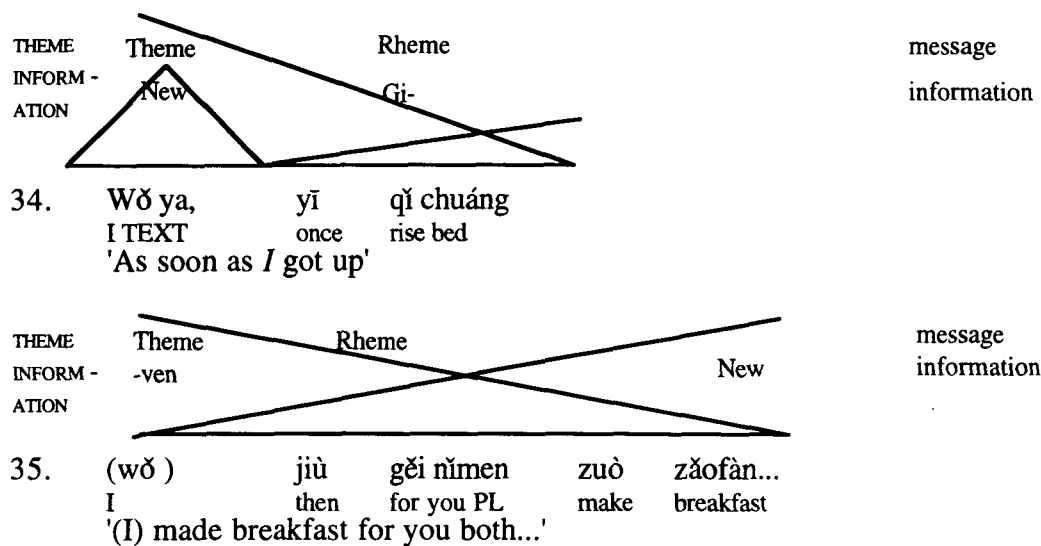 THEME Theme Rheme message
INFORM - New Gi- information
ATION
34. Wǒ ya, yī qǐ chuáng
I TEXT once rise bed
'As soon as I got up'
THEME Theme Rheme message
INFORM - -ven New information
ATION
35. (wǒ ) jiù gěi nǐmen zuò zǎofàn...
I then for you PL make breakfast
'(I) made breakfast for you both...'